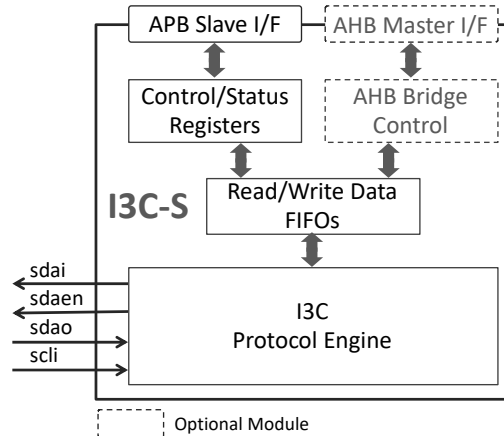 APB Slave I/F
AHB Master I/F
Control/Status
Registers
AHB Bridge
Control
I3C-S
Read/Write Data
FIFOs
sdai
sdaen
sdao
scli
I3C
Protocol Engine
Optional Module